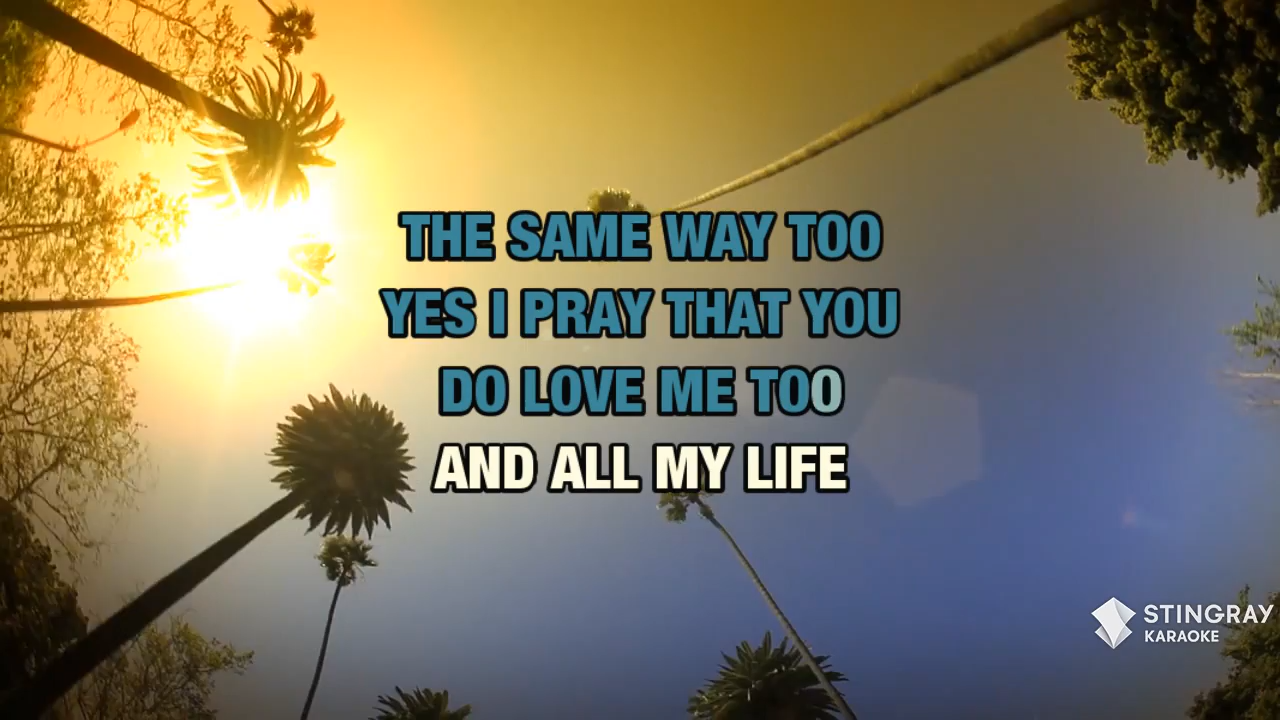 THE SAME WAY TOO
YES I PRAY THAT YOU
DO LOVE ME TOO
AND ALL MY LIFE
STINGRAY
KARAOKE